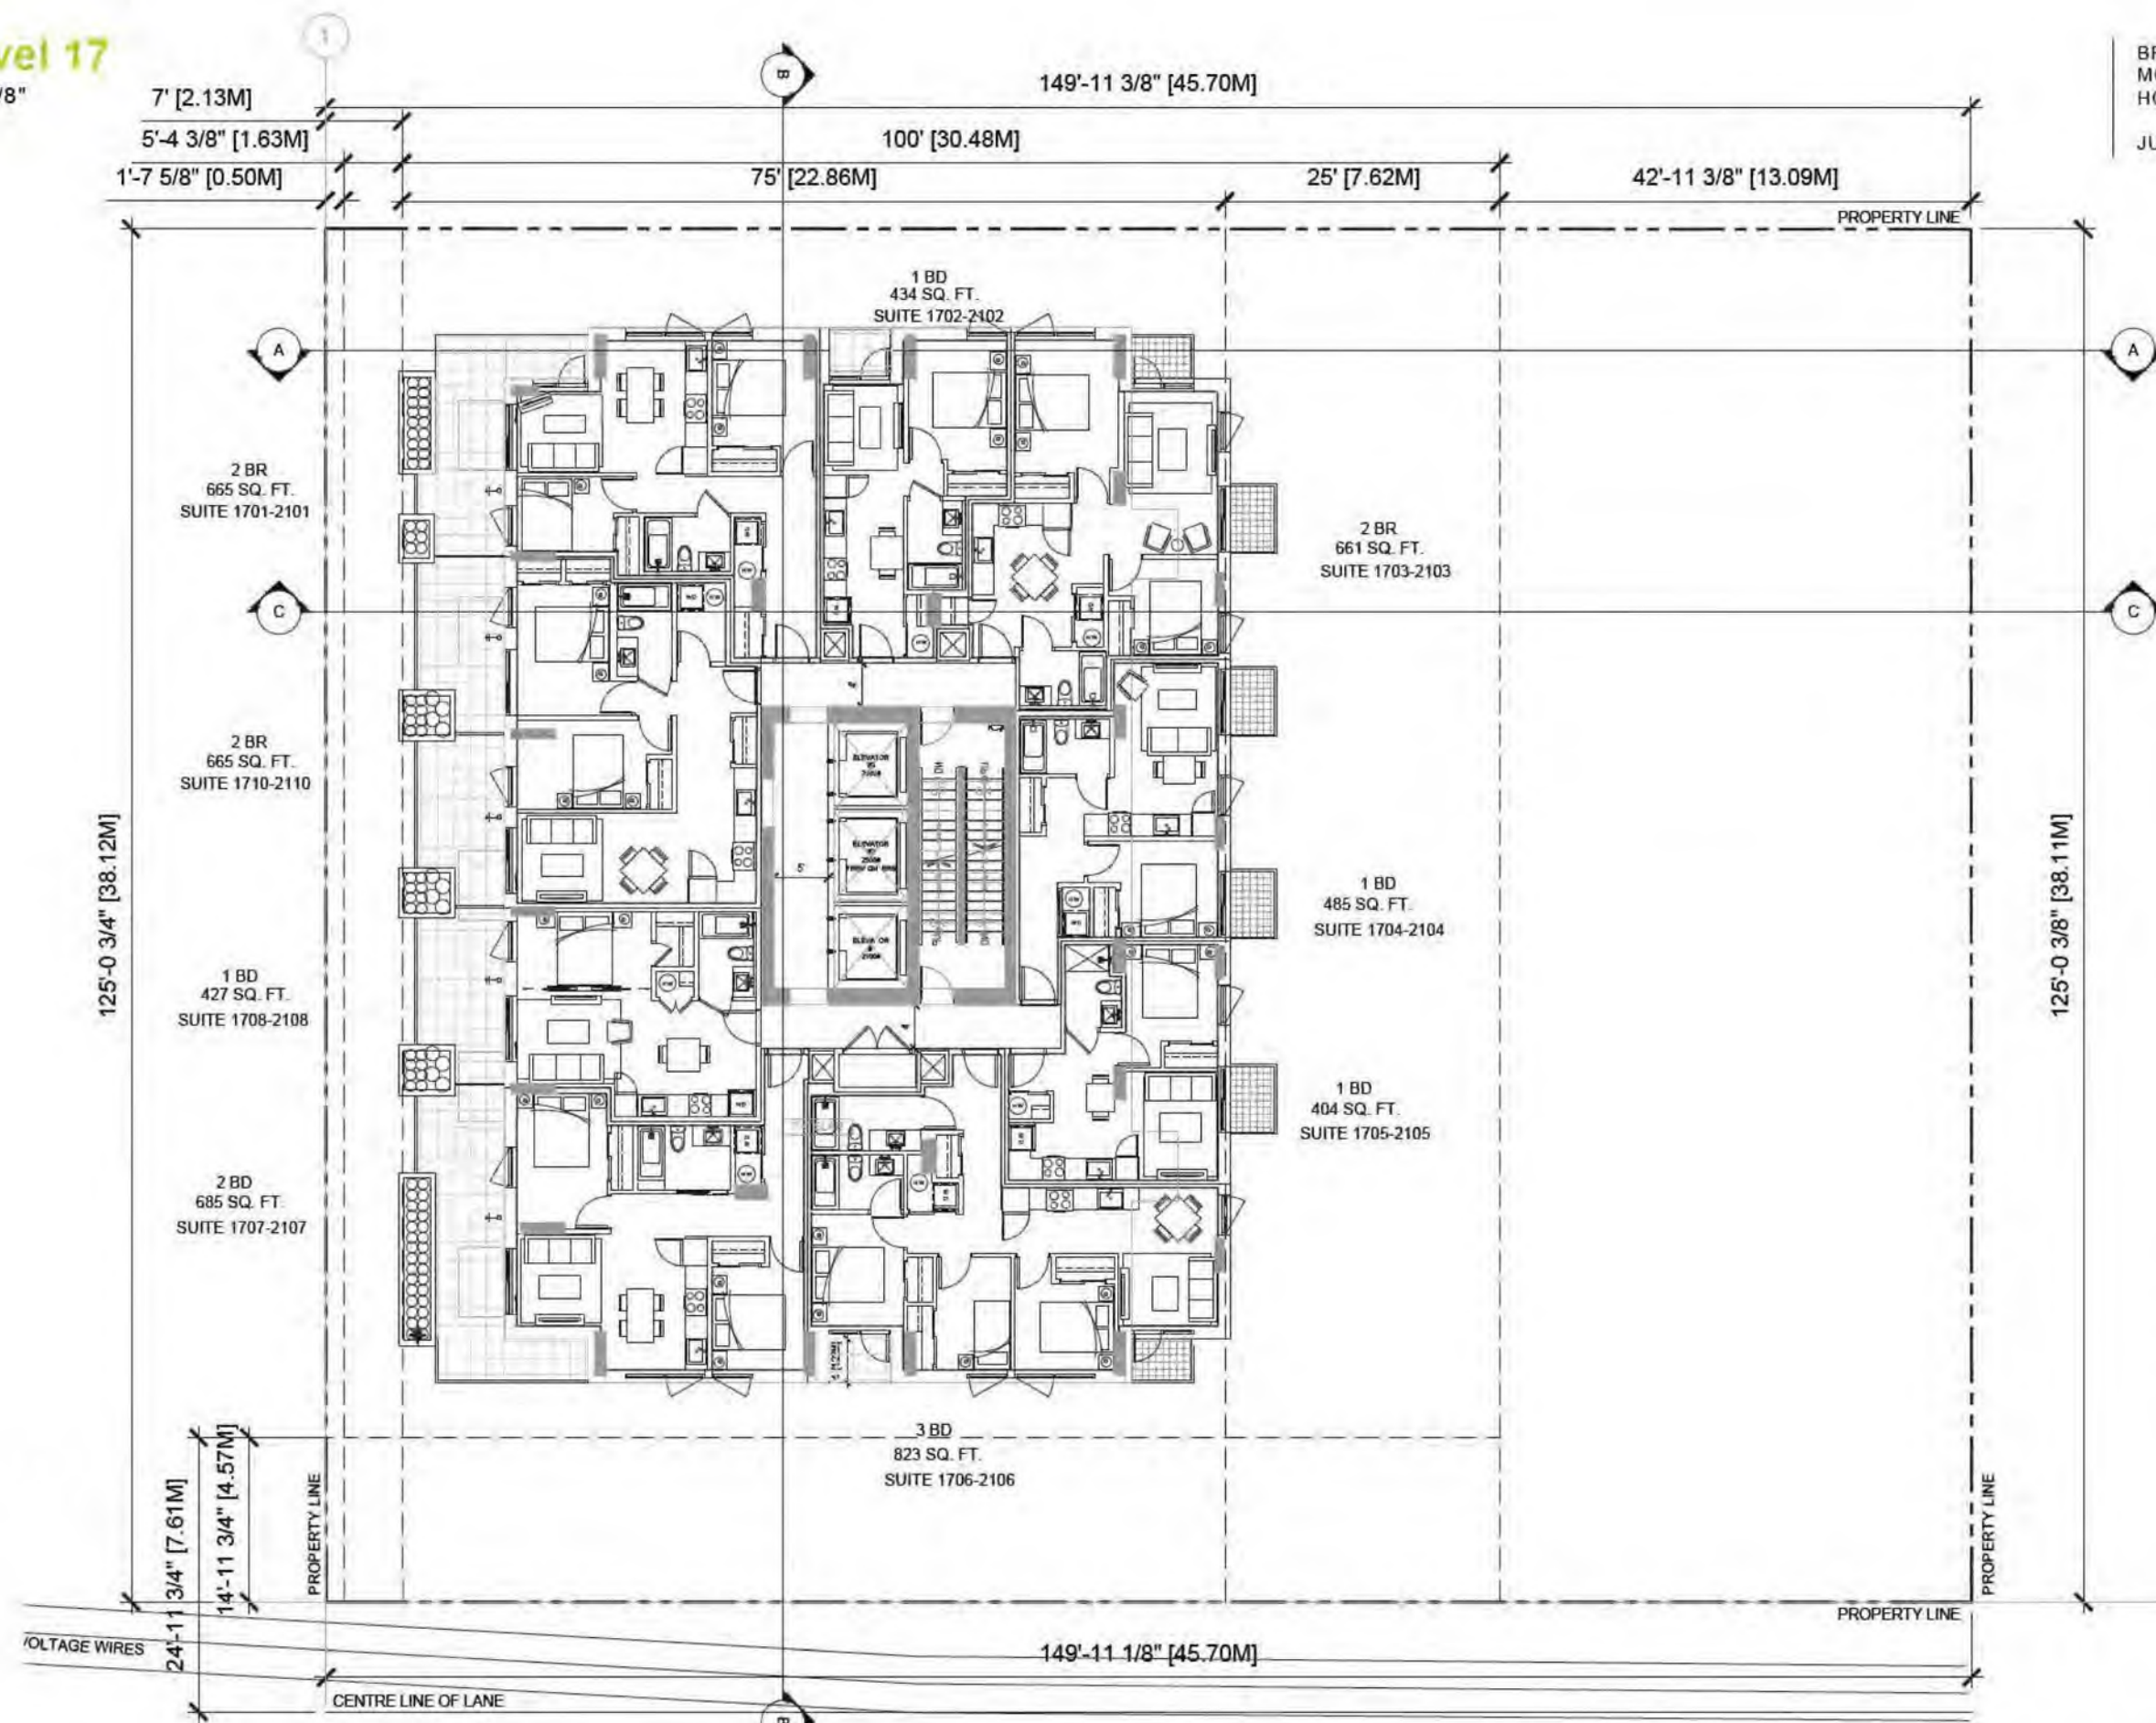 vel 17
/8"
BF
M
H
JU
1
B
7' [2.13M]
149'-11 3/8" [45.70M]
5'-4 3/8" [1.63M]
100' [30.48M]
1'-7 5/8" [0.50M]
75' [22.86M]
25' [7.62M]
42'-11 3/8" [13.09M]
PROPERTY LINE
1 BD
434 SQ. FT.
SUITE 1702-2102
A
A
2 BR
665 SQ. FT.
SUITE 1701-2101
2 BR
661 SQ. FT.
SUITE 1703-2103
C
C
2 BR
665 SQ. FT.
SUITE 1710-2110
ELEVATOR
ELEVATOR
ELEVATOR
125'-0 3/4" [38.12M]
125'-0 3/8" [38.11M]
1 BD
485 SQ. FT.
SUITE 1704-2104
1 BD
427 SQ. FT.
SUITE 1708-2108
1 BD
404 SQ. FT.
SUITE 1705-2105
2 BD
685 SQ. FT.
SUITE 1707-2107
3 BD
823 SQ. FT.
SUITE 1706-2106
24'-11 3/4" [7.61M]
14'-11 3/4" [4.57M]
PROPERTY LINE
PROPERTY LINE
PROPERTY LINE
VOLTAGE WIRES
149'-11 1/8" [45.70M]
CENTRE LINE OF LANE
B